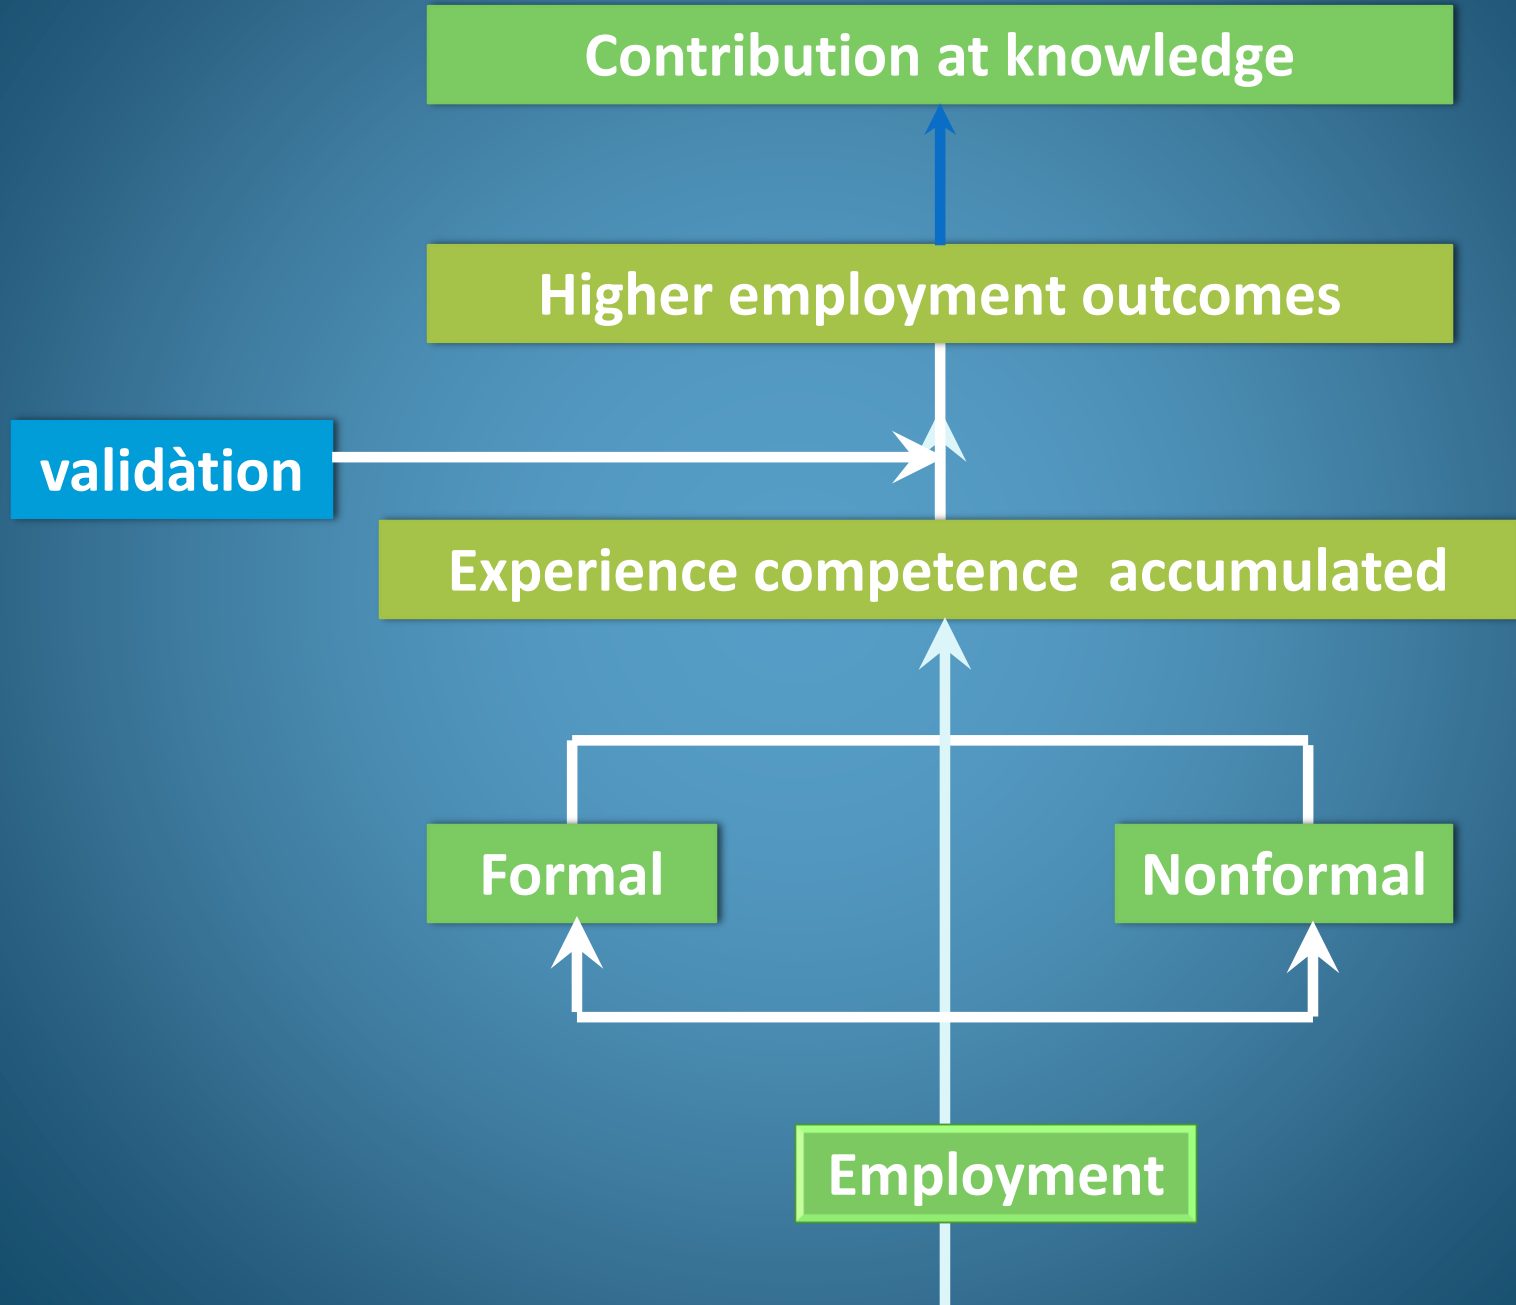 Contribution at knowledge
Higher employment outcomes
validàtion
Experience competence  accumulated
Formal
Nonformal
Employment